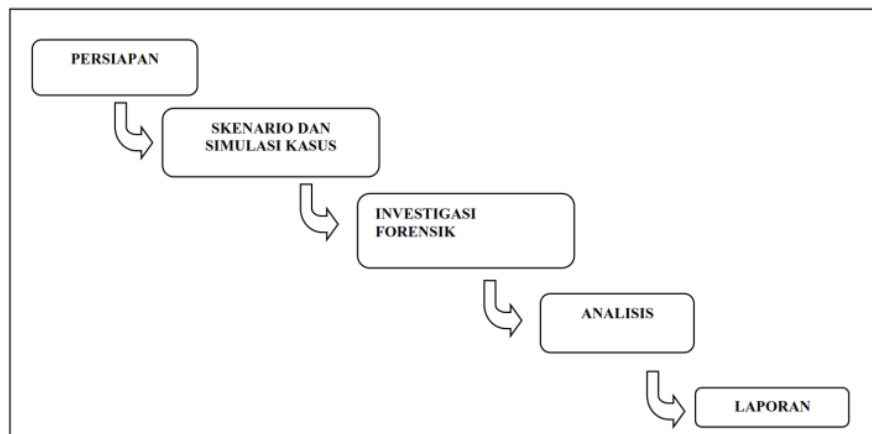 PERSIAPAN
SKENARIO DAN
SIMULASI KASUS
INVESTIGASI
FORENSIK
ANALISIS
LAPORAN